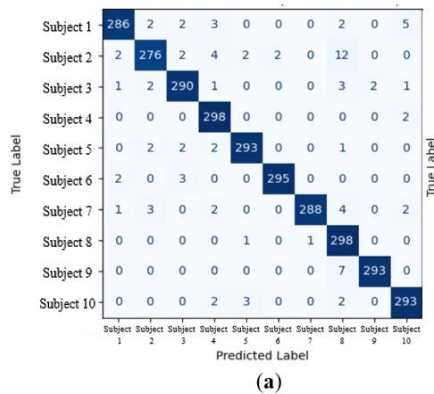 True Label
Subject 1 286 2 2 3 0 0 0 2 0 5
Subject 2 2 276 2 4 2 2 0 12 0 0
Subject 3 1 2 290 1 0 0 0 3 2 1
Subject 4 0 0 0 298 0 0 0 0 0 2
Subject 5 0 2 2 2 293 0 0 1 0 0
Subject 6 2 0 3 0 0 295 0 0 0 0
Subject 7 1 3 0 2 0 0 288 4 0 2
Subject 8 0 0 0 0 1 0 1 298 0 0
Subject 9 0 0 0 0 0 0 0 7 293 0
Subject 10 0 0 0 2 3 0 0 2 0 293
True Label
Subject Subject Subject Subject Subject Subject Subject Subject Subject Subject
1 2 3 4 5 6 7 8 9 10
Predicted Label
(a)